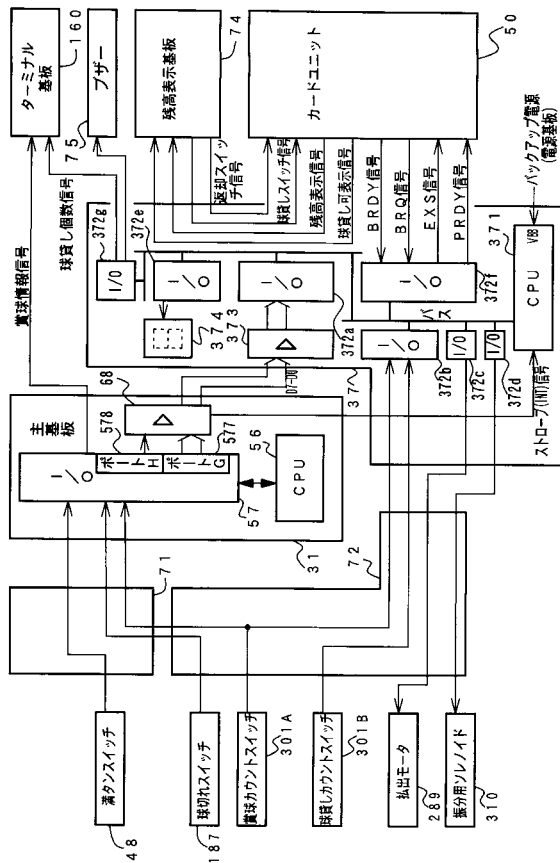 満タンスイッチ
48
球切れスイッチ
187
賞球カウントスイッチ
301A
球貸しカウントスイッチ
301B
払出モータ
289
振分用ソレノイド
310
71
72
主基板
I/O
ポートH
ポートG
578
577
57
CPU
56
31
68
D7-D0
賞球情報信号
球貸し個数信号
ターミナル基板
160
ブザー
75
I/O
372g
I/O
372e
374
I/O
372a
373
I/O
372f
I/O
372b
I/O
372c
I/O
372d
バス
37
CPU
VBB
371
ストローブ(INT)信号
バックアップ電源
(電源基板)
残高表示基板
74
カードユニット
50
返却スイッチ信号
球貸しスイッチ信号
残高表示信号
球貸し可表示信号
BRDY信号
BRQ信号
EXS信号
PRDY信号